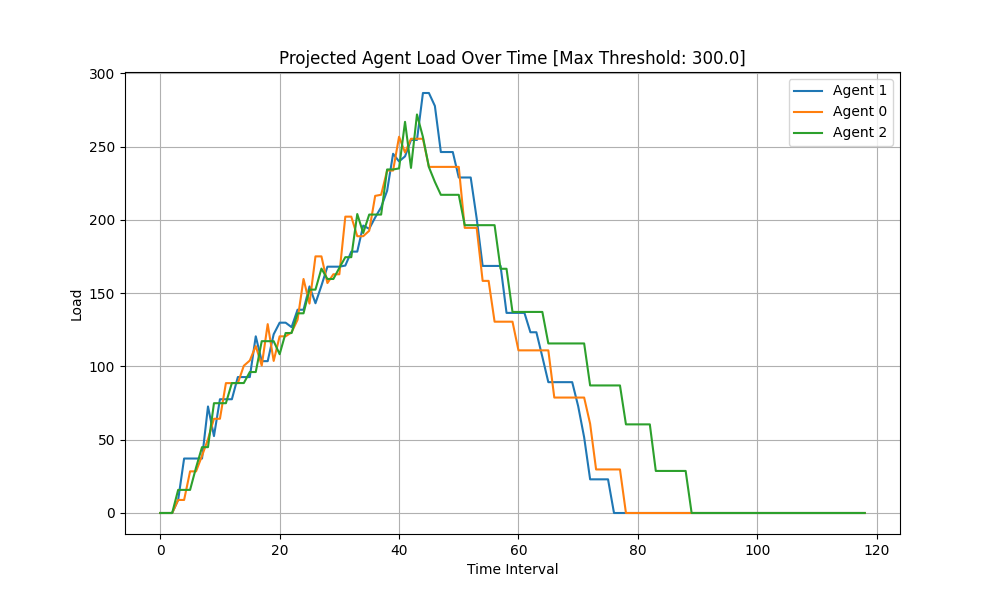 Projected Agent Load Over Time [Max Threshold: 300.0]
Agent 1
Agent 0
Agent 2
300
250
200
150
100
50
0
Load
0 20 40 60 80 100 120
Time Interval